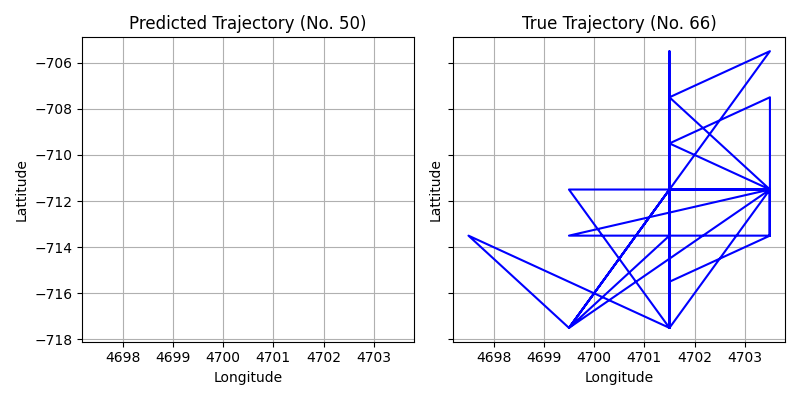 Predicted Trajectory (No. 50)
True Trajectory (No. 66)
Lattitude
−706
−708
−710
−712
−714
−716
−718
4698 4699 4700 4701 4702 4703
Longitude
Lattitude
4698 4699 4700 4701 4702 4703
Longitude